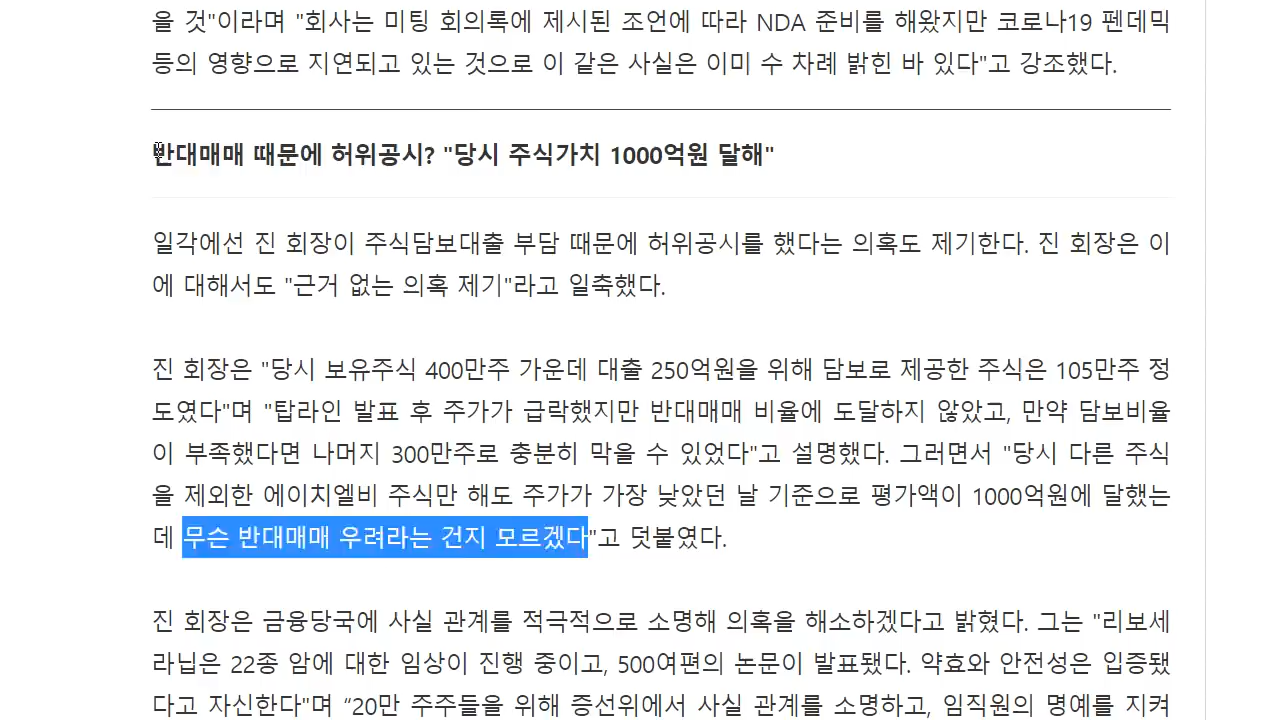 을 것"이라며 "회사는 미팅 회의록에 제시된 조언에 따라 NDA 준비를 해왔지만 코로나19 펜데믹
등의 영향으로 지연되고 있는 것으로 이 같은 사실은 이미 수 차례 밝힌 바 있다"고 강조했다.
반대매매 때문에 허위공시? "당시 주식가치 1000억원 달해"
일각에선 진 회장이 주식담보대출 부담 때문에 허위공시를 했다는 의혹도 제기한다. 진 회장은 이
에 대해서도 "근거 없는 의혹 제기"라고 일축했다.
진 회장은 "당시 보유주식 400만주 가운데 대출 250억원을 위해 담보로 제공한 주식은 105만주 정
도였다"며 "탑라인 발표 후 주가가 급락했지만 반대매매 비율에 도달하지 않았고, 만약 담보비율
이 부족했다면 나머지 300만주로 충분히 막을 수 있었다"고 설명했다. 그러면서 "당시 다른 주식
을 제외한 에이치엘비 주식만 해도 주가가 가장 낮았던 날 기준으로 평가액이 1000억원에 달했는
데 무슨 반대매매 우려라는 건지 모르겠다"고 덧붙였다.
진 회장은 금융당국에 사실 관계를 적극적으로 소명해 의혹을 해소하겠다고 밝혔다. 그는 "리보세
라닙은 22종 암에 대한 임상이 진행 중이고, 500여편의 논문이 발표됐다. 약효와 안전성은 입증됐
다고 자신한다"며 “20만 주주들을 위해 증선위에서 사실 관계를 소명하고, 임직원의 명예를 지켜